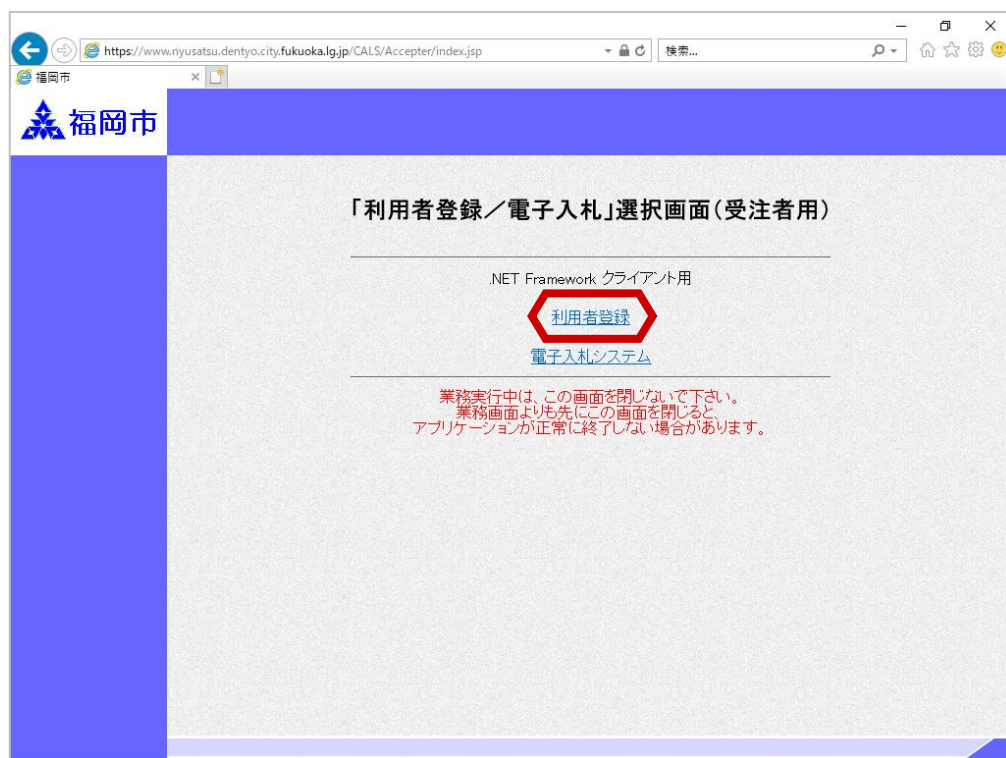 https://www.nyusatsu.dentyo.city.fukuoka.lg.jp/CALS/Accepter/index.jsp
検索...
福岡市
福岡市
「利用者登録／電子入札」選択画面（受注者用）
.NET Framework クライアント用
利用者登録
電子入札システム
業務実行中は、この画面を閉じないで下さい。
業務画面よりも先にこの画面を閉じると、
アプリケーションが正常に終了しない場合があります。